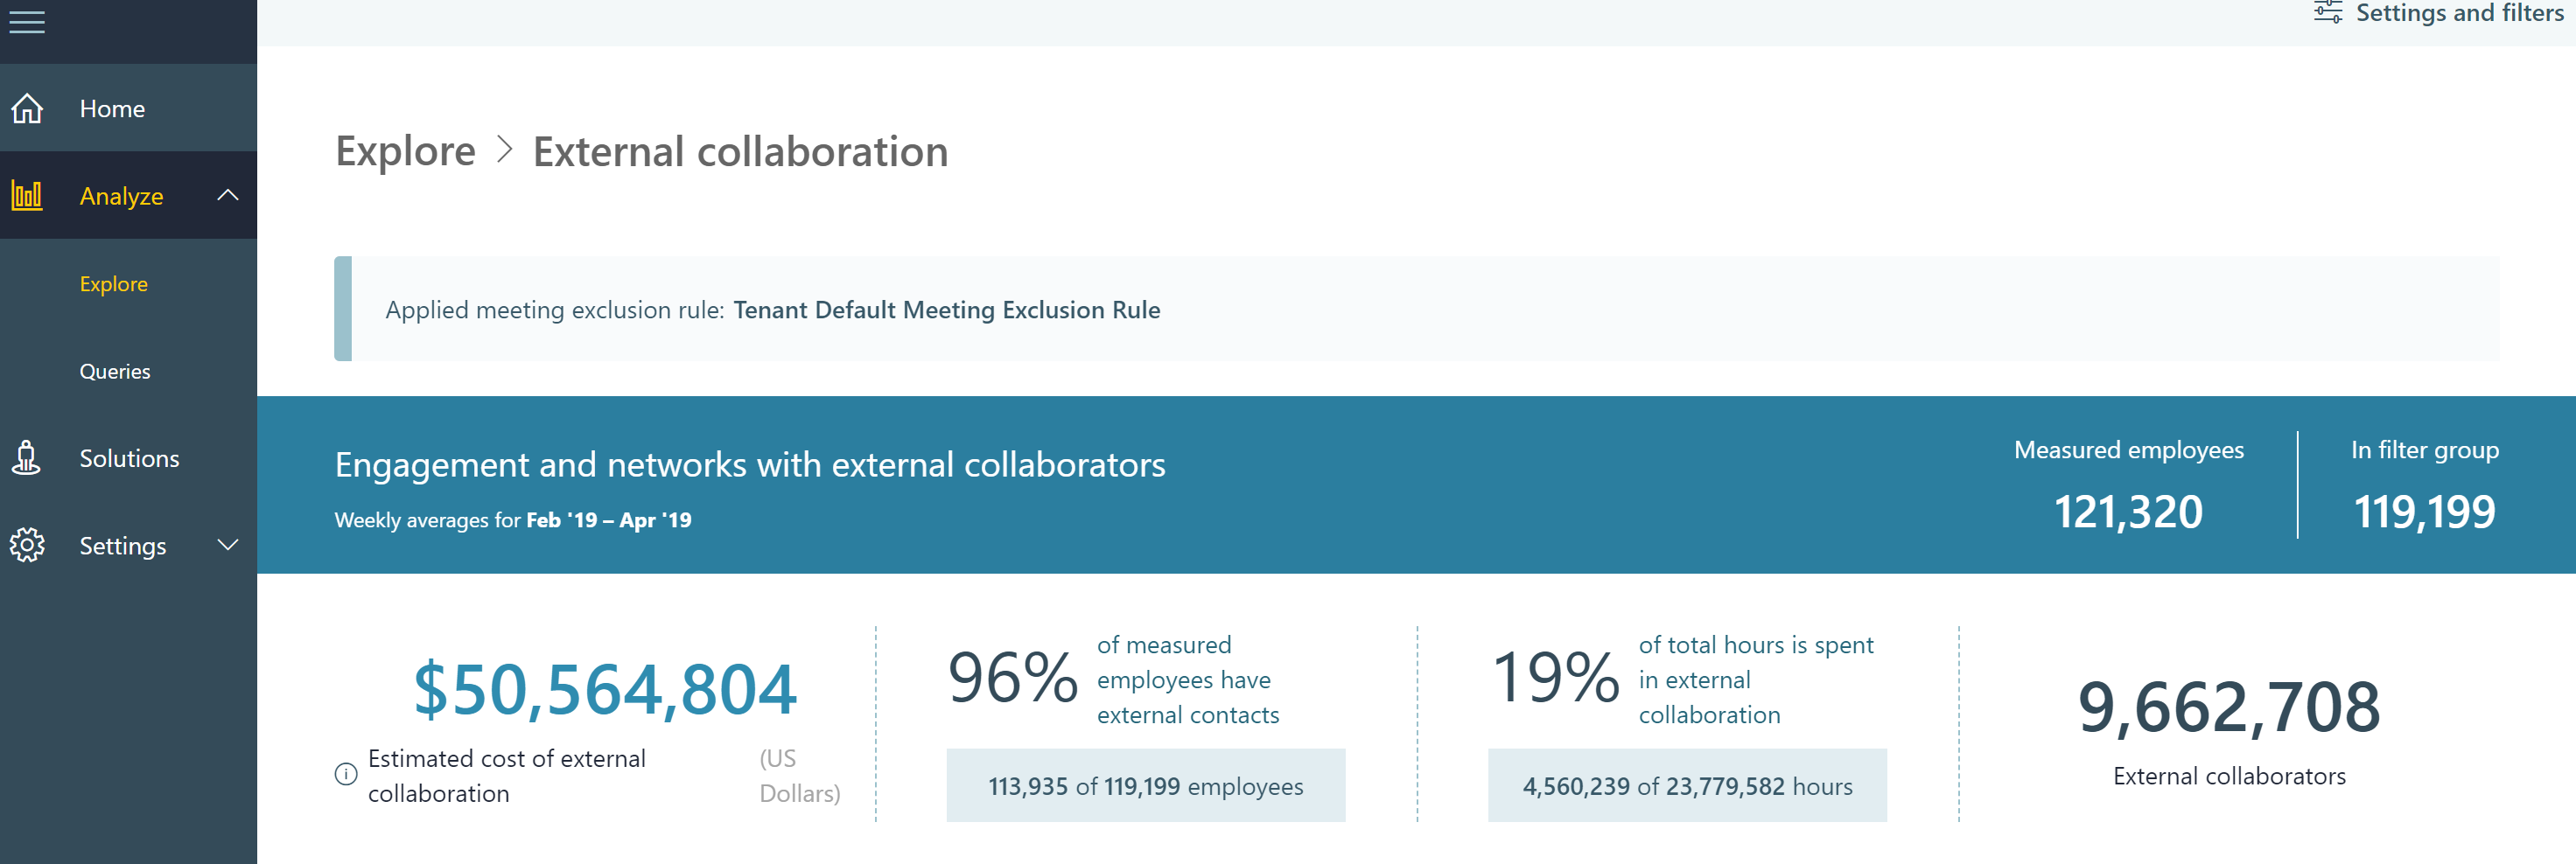 Settings and filters
Home
Analyze
Explore
Queries
Solutions
Settings
Explore > External collaboration
Applied meeting exclusion rule: Tenant Default Meeting Exclusion Rule
Engagement and networks with external collaborators
Weekly averages for Feb '19 – Apr '19
Measured employees
121,320
In filter group
119,199
$50,564,804
Estimated cost of external
collaboration
(US
Dollars)
96%
of measured
employees have
external contacts
113,935 of 119,199 employees
19%
of total hours is spent
in external
collaboration
4,560,239 of 23,779,582 hours
9,662,708
External collaborators